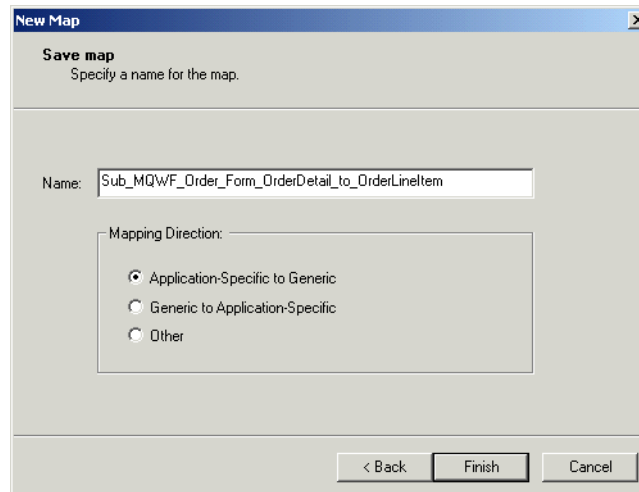 New Map
Save map
Specify a name for the map.
Name: Sub_MQWF_Order_Form_OrderDetail_to_OrderLineItem
Mapping Direction:
Application-Specific to Generic
Generic to Application-Specific
Other
< Back Finish Cancel